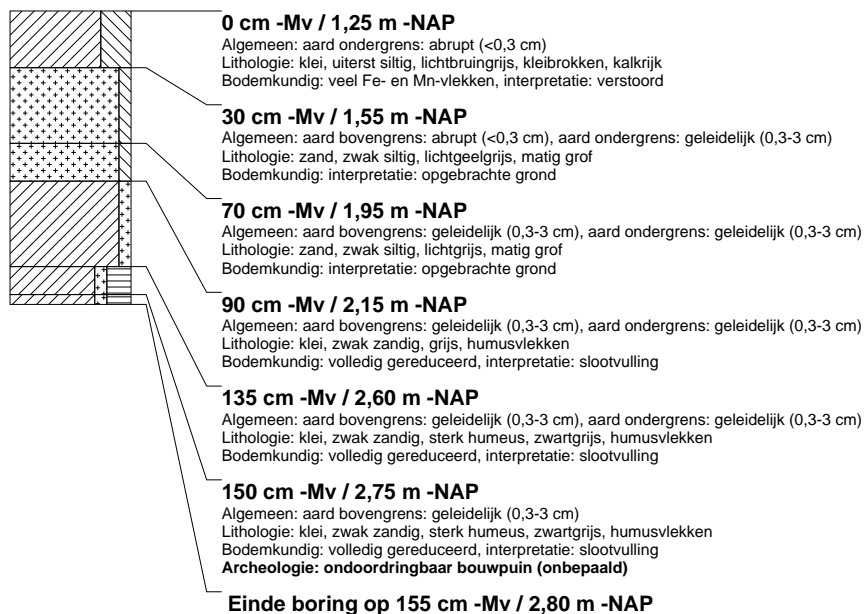 0 cm -Mv / 1,25 m -NAP
Algemeen: aard ondergrens: abrupt (<0,3 cm)
Lithologie: klei, uiterst siltig, lichtbruingrijs, kleibrokken, kalkrijk
Bodemkundig: veel Fe- en Mn-vlekken, interpretatie: verstoord
30 cm -Mv / 1,55 m -NAP
Algemeen: aard bovengrens: abrupt (<0,3 cm), aard ondergrens: geleidelijk (0,3-3 cm)
Lithologie: zand, zwak siltig, lichtgeelgrijs, matig grof
Bodemkundig: interpretatie: opgebrachte grond
70 cm -Mv / 1,95 m -NAP
Algemeen: aard bovengrens: geleidelijk (0,3-3 cm), aard ondergrens: geleidelijk (0,3-3 cm)
Lithologie: zand, zwak siltig, lichtgrijs, matig grof
Bodemkundig: interpretatie: opgebrachte grond
90 cm -Mv / 2,15 m -NAP
Algemeen: aard bovengrens: geleidelijk (0,3-3 cm), aard ondergrens: geleidelijk (0,3-3 cm)
Lithologie: klei, zwak zandig, grijs, humusvlekken
Bodemkundig: volledig gereduceerd, interpretatie: slootvulling
135 cm -Mv / 2,60 m -NAP
Algemeen: aard bovengrens: geleidelijk (0,3-3 cm), aard ondergrens: geleidelijk (0,3-3 cm)
Lithologie: klei, zwak zandig, sterk humeus, zwartgrijs, humusvlekken
Bodemkundig: volledig gereduceerd, interpretatie: slootvulling
150 cm -Mv / 2,75 m -NAP
Algemeen: aard bovengrens: geleidelijk (0,3-3 cm)
Lithologie: klei, zwak zandig, sterk humeus, zwartgrijs, humusvlekken
Bodemkundig: volledig gereduceerd, interpretatie: slootvulling
Archeologie: ondoordringbaar bouwpuin (onbepaald)
Einde boring op 155 cm -Mv / 2,80 m -NAP